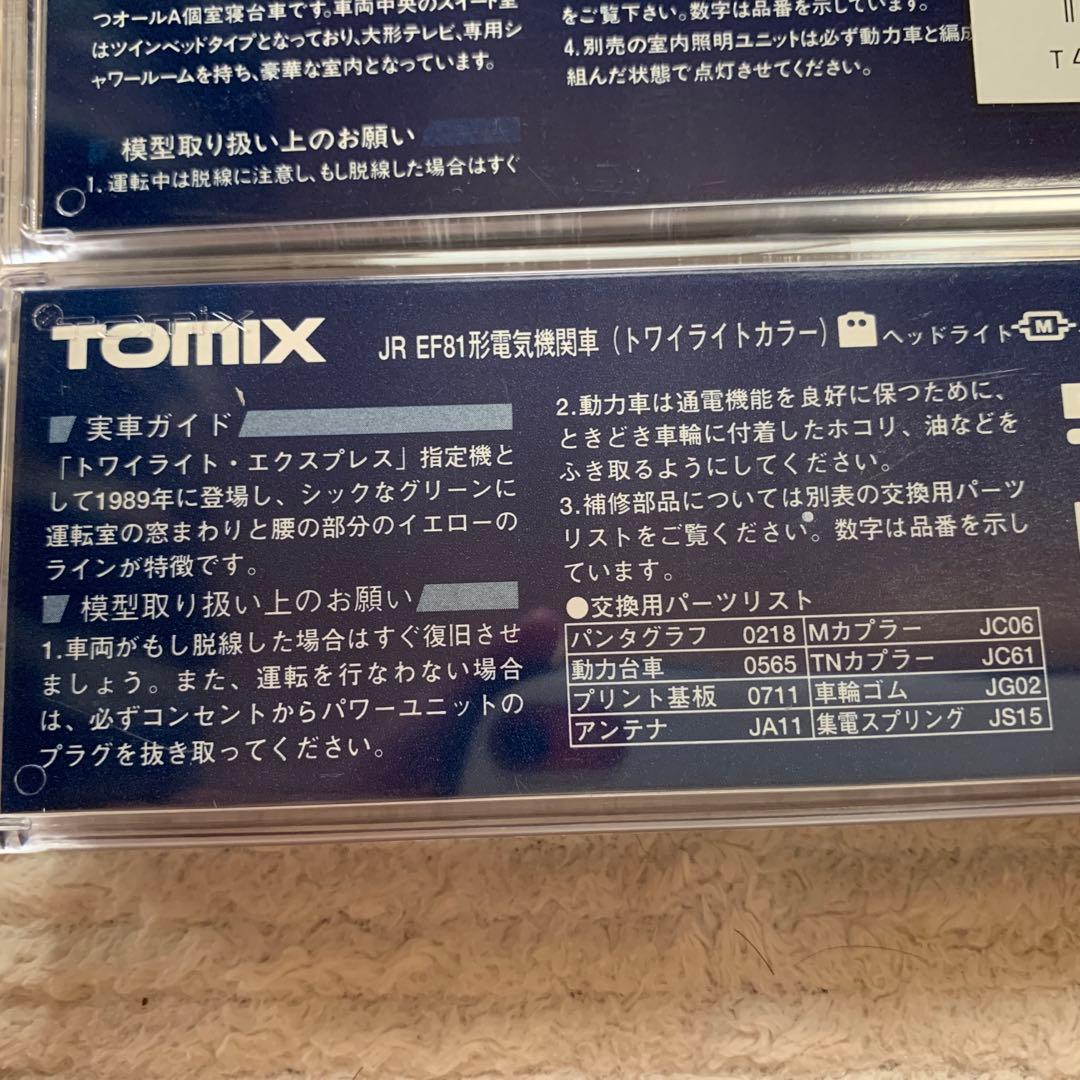 つオールA個室寝台車です。車両中央のスイート室
はツインベッドタイプとなっており、大形テレビ、専用シ
ャワールームを持ち、豪華な室内となっています。
模型取り扱い上のお願い
1.運転中は脱線に注意し、もし脱線した場合はすぐ
をご覧下さい。数字は品番を示しています。
4.別売の室内照明ユニットは必ず動力車と編成
組んだ状態で点灯させてください。
TOMIX
JR EF81形電気機関車(トワイライトカラー)
ヘッドライト
M
実車ガイド
「トワイライト・エクスプレス」指定機と
して1989年に登場し、シックなグリーンに
運転室の窓まわりと腰の部分のイエローの
ラインが特徴です。
模型取り扱い上のお願い
1.車両がもし脱線した場合はすぐ復旧させ
ましょう。また、運転を行なわない場合
は、必ずコンセントからパワーユニットの
プラグを抜き取ってください。
2.動力車は通電機能を良好に保つために、
ときどき車輪に付着したホコリ、油などを
ふき取るようにしてください。
3.補修部品については別表の交換用パーツ
リストをご覧ください。数字は品番を示し
ています。
●交換用パーツリスト
パンタグラフ 0218 Mカプラー JC06
動力台車 0565 TNカプラー JC61
プリント基板 0711 車輪ゴム JG02
アンテナ JA11 集電スプリング JS15